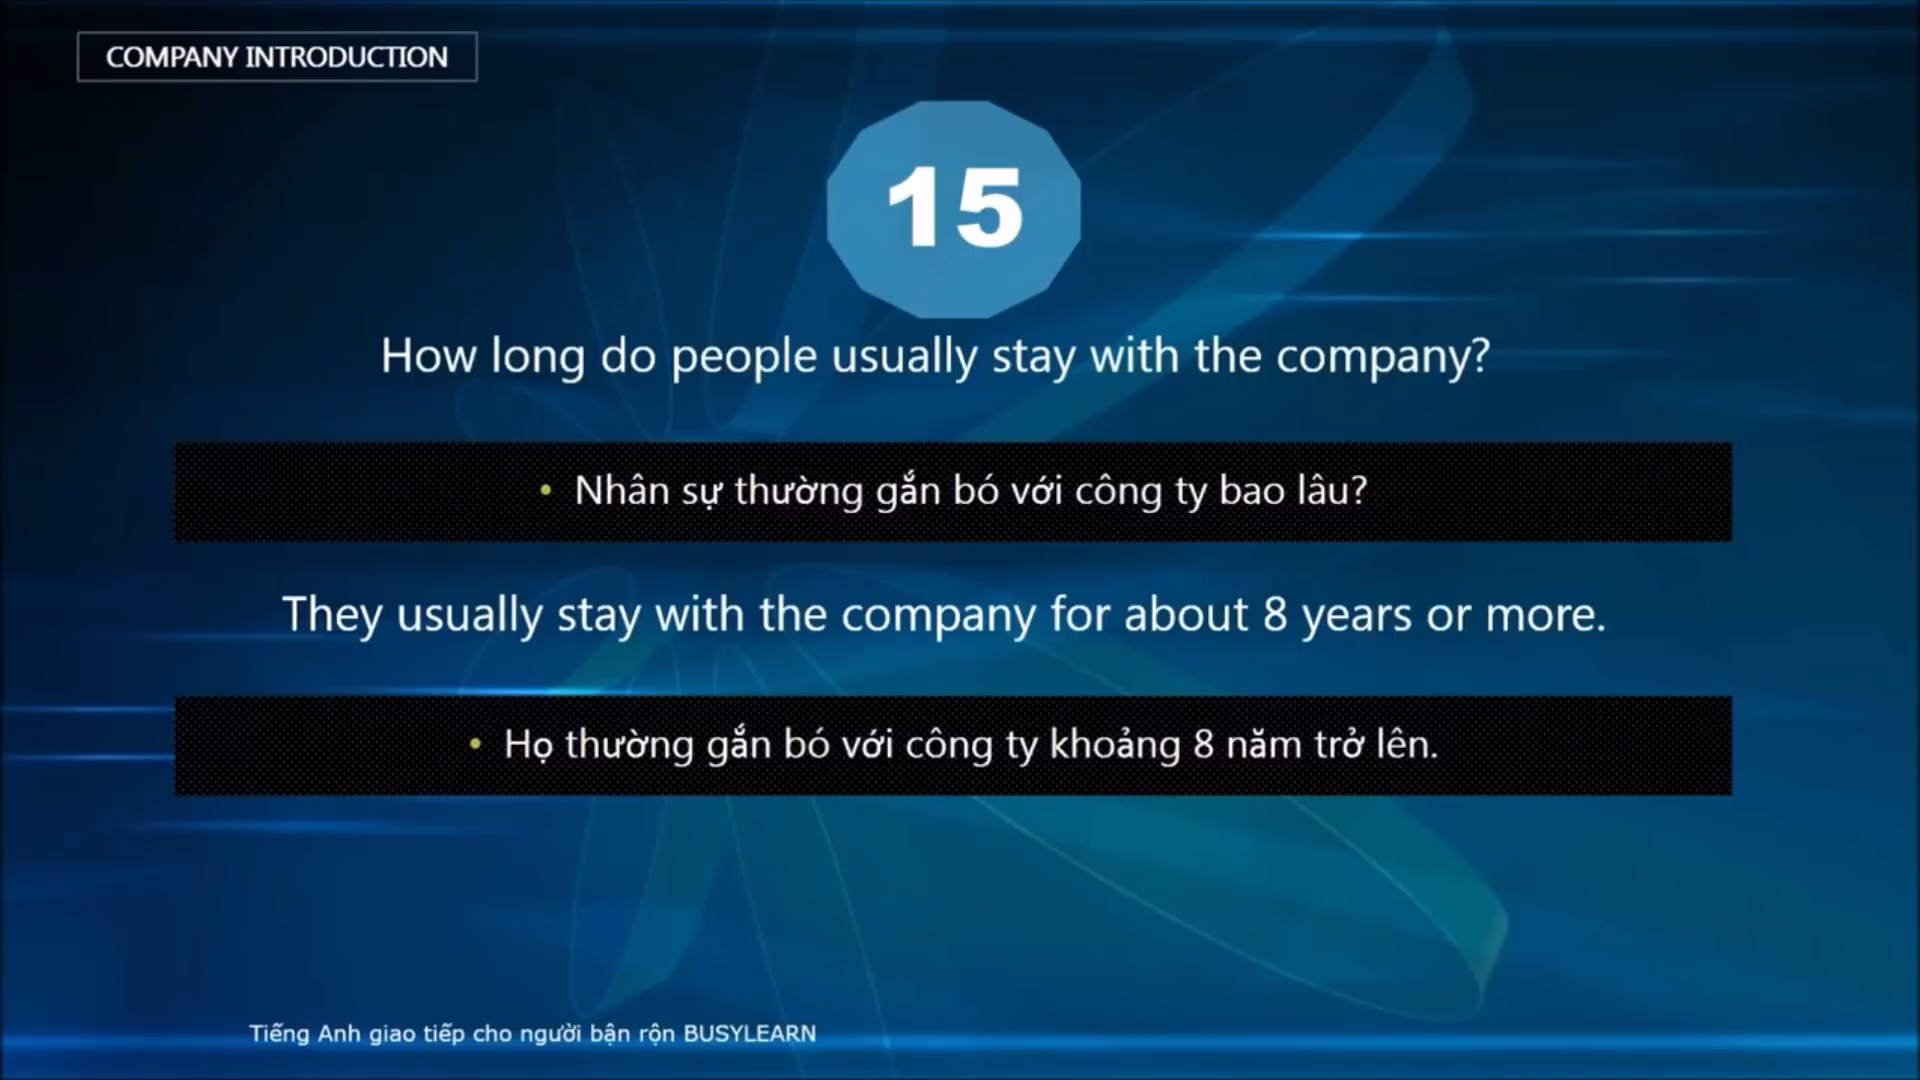 COMPANY INTRODUCTION
15
How long do people usually stay with the company?
• Nhân sự thường gắn bó với công ty bao lâu?
They usually stay with the company for about 8 years or more.
• Họ thường gắn bó với công ty khoảng 8 năm trở lên.
Tiếng Anh giao tiếp cho người bận rộn BUSYLEARN